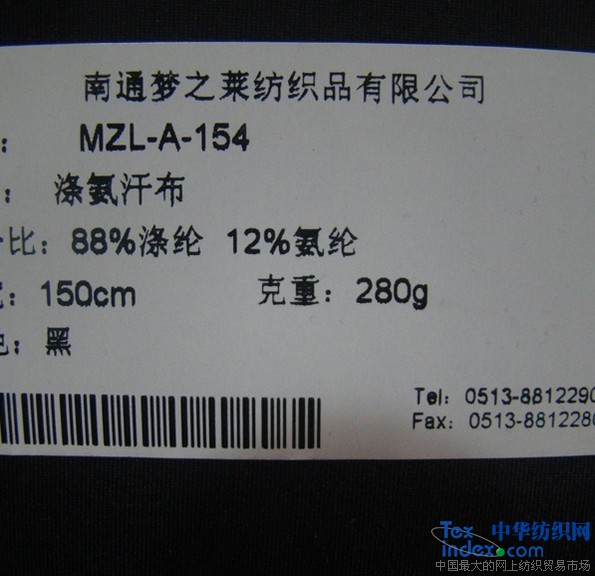 南通梦之莱纺织品有限公司
: MZL-A-154
: 涤氨汗布
比: 88%涤纶 12%氨纶
: 150cm 克重: 280g
: 黑
Tel: 0513-8812290
Fax: 0513-8812280
Tex index.com 中华纺织网
中国最大的网上纺织贸易市场